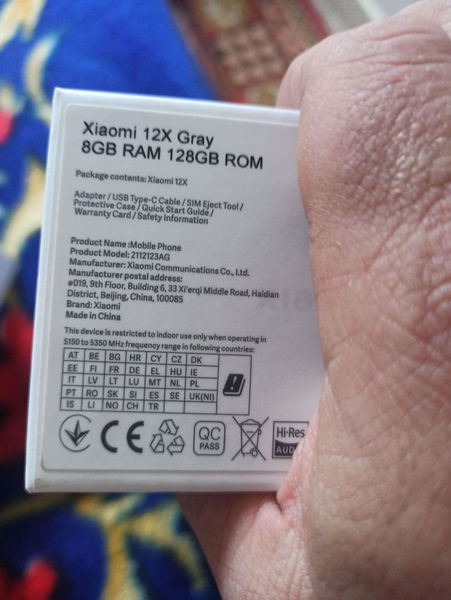 Xiaomi 12X Gray
8GB RAM 128GB ROM
Package contents: Xiaomi 12X
Adapter / USB Type-C Cable / SIM Eject Tool /
Protective Case / Quick Start Guide /
Warranty Card / Safety Information
Product Name :Mobile Phone
Product Model: 2112123AG
Manufacturer: Xiaomi Communications Co., Ltd.
Manufacturer postal address:
#019, 9th Floor, Building 6, 33 Xi'erqi Middle Road, Haidian
District, Beijing, China, 100085
Brand: Xiaomi
Made in China
This device is restricted to indoor use only when operating in
5150 to 5350 MHz frequency range in following countries:
AT BE BG HR CY CZ DK
EE FI FR DE EL HU IE
IT LV LT LU MT NL PL
PT RO SK SI ES SE UK(NI)
IS LI NO CH TR
CE QC Hi-Res
PASS AUD